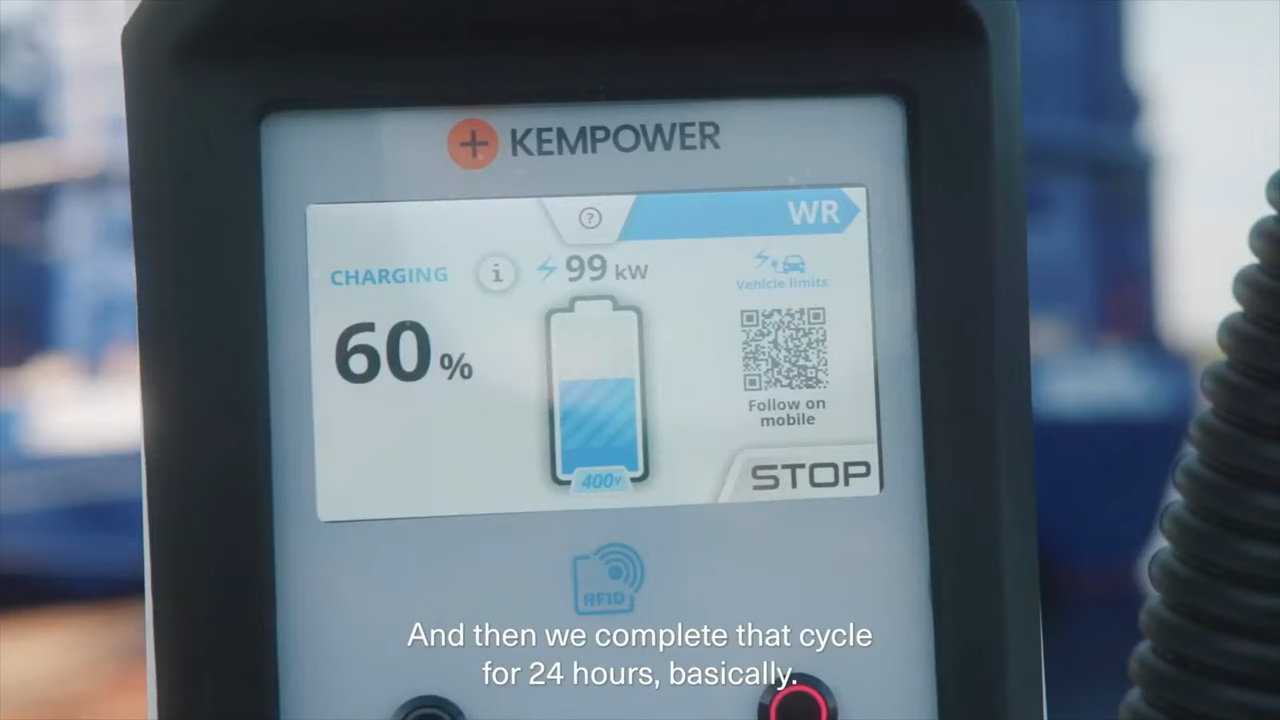 KEMPOWER
WR
CHARGING
99 kW
Vehicle limits
60%
Follow on
mobile
400v
STOP
RFID
And then we complete that cycle
for 24 hours, basically.